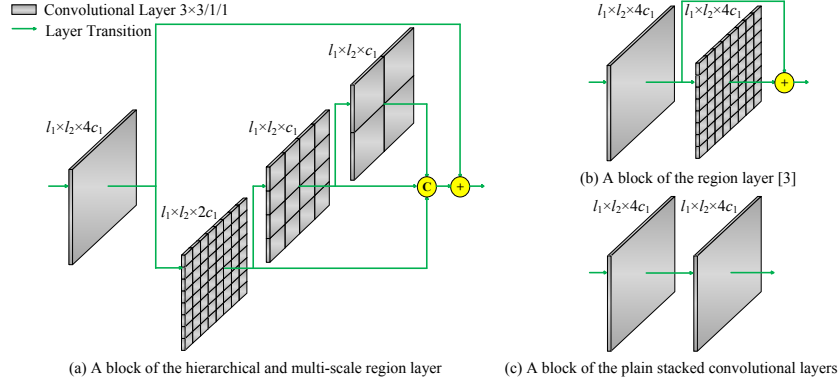 Convolutional Layer 3×3/1/1
Layer Transition
l₁×l₂×4c₁
l₁×l₂×2c₁
l₁×l₂×c₁
l₁×l₂×c₁
C
+
(a) A block of the hierarchical and multi-scale region layer
l₁×l₂×4c₁ l₁×l₂×4c₁
+
(b) A block of the region layer [3]
l₁×l₂×4c₁ l₁×l₂×4c₁
(c) A block of the plain stacked convolutional layers